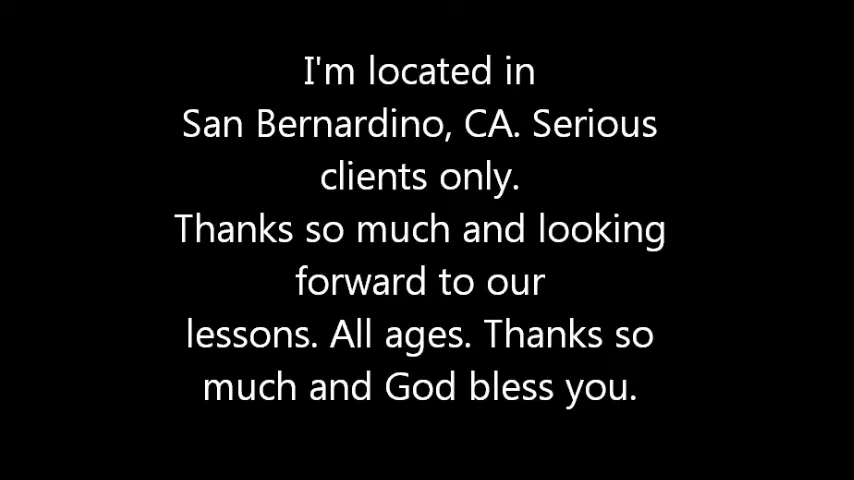 I'm located in
San Bernardino, CA. Serious
clients only.
Thanks so much and looking
forward to our
lessons. All ages. Thanks so
much and God bless you.